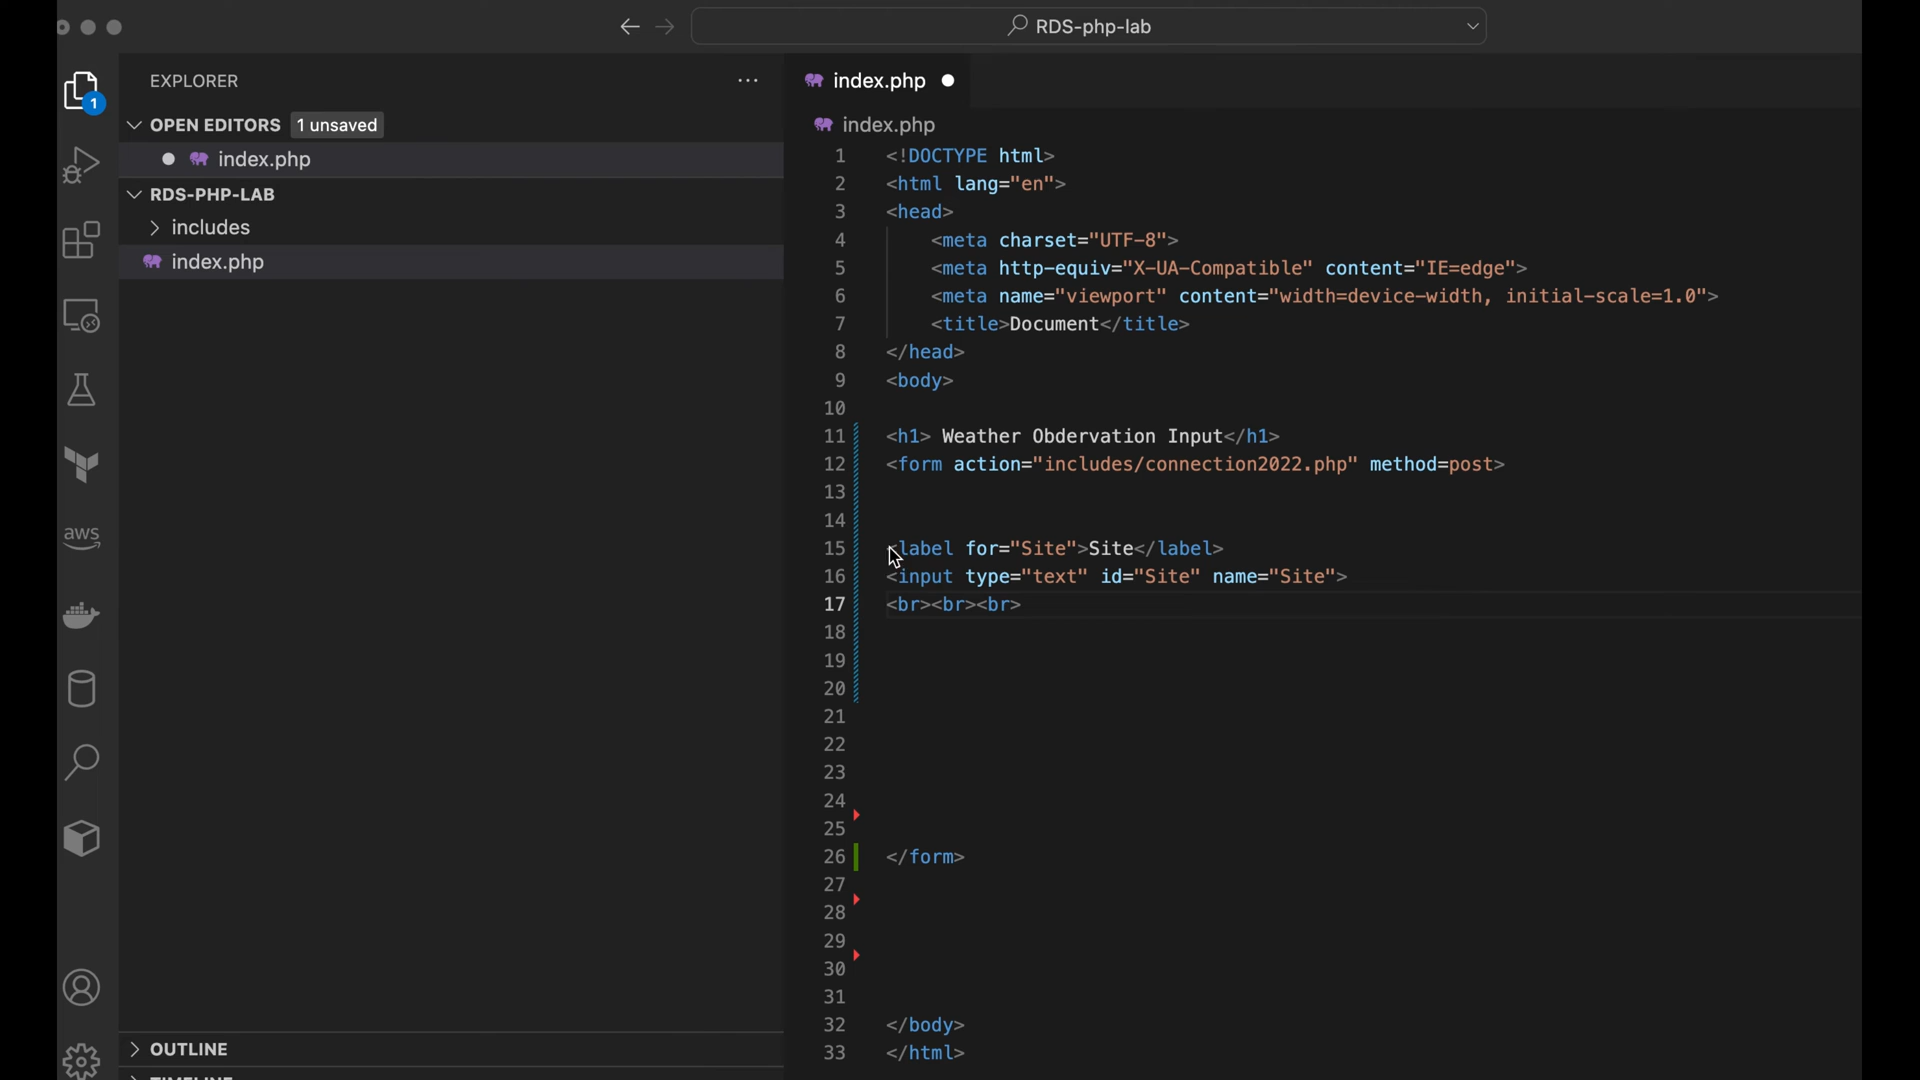 RDS-php-lab
EXPLORER
index.php
1
OPEN EDITORS 1 unsaved
index.php
index.php
RDS-PHP-LAB
includes
index.php
aws
OUTLINE
TIMELINE
1 <!DOCTYPE html>
2 <html lang="en">
3 <head>
4 <meta charset="UTF-8">
5 <meta http-equiv="X-UA-Compatible" content="IE=edge">
6 <meta name="viewport" content="width=device-width, initial-scale=1.0">
7 <title>Document</title>
8 </head>
9 <body>
10
11 <h1> Weather Obdervation Input</h1>
12 <form action="includes/connection2022.php" method=post>
13
14
15 <label for="Site">Site</label>
16 <input type="text" id="Site" name="Site">
17 <br><br><br>
18
19
20
21
22
23
24
25
26 </form>
27
28
29
30
31
32 </body>
33 </html>